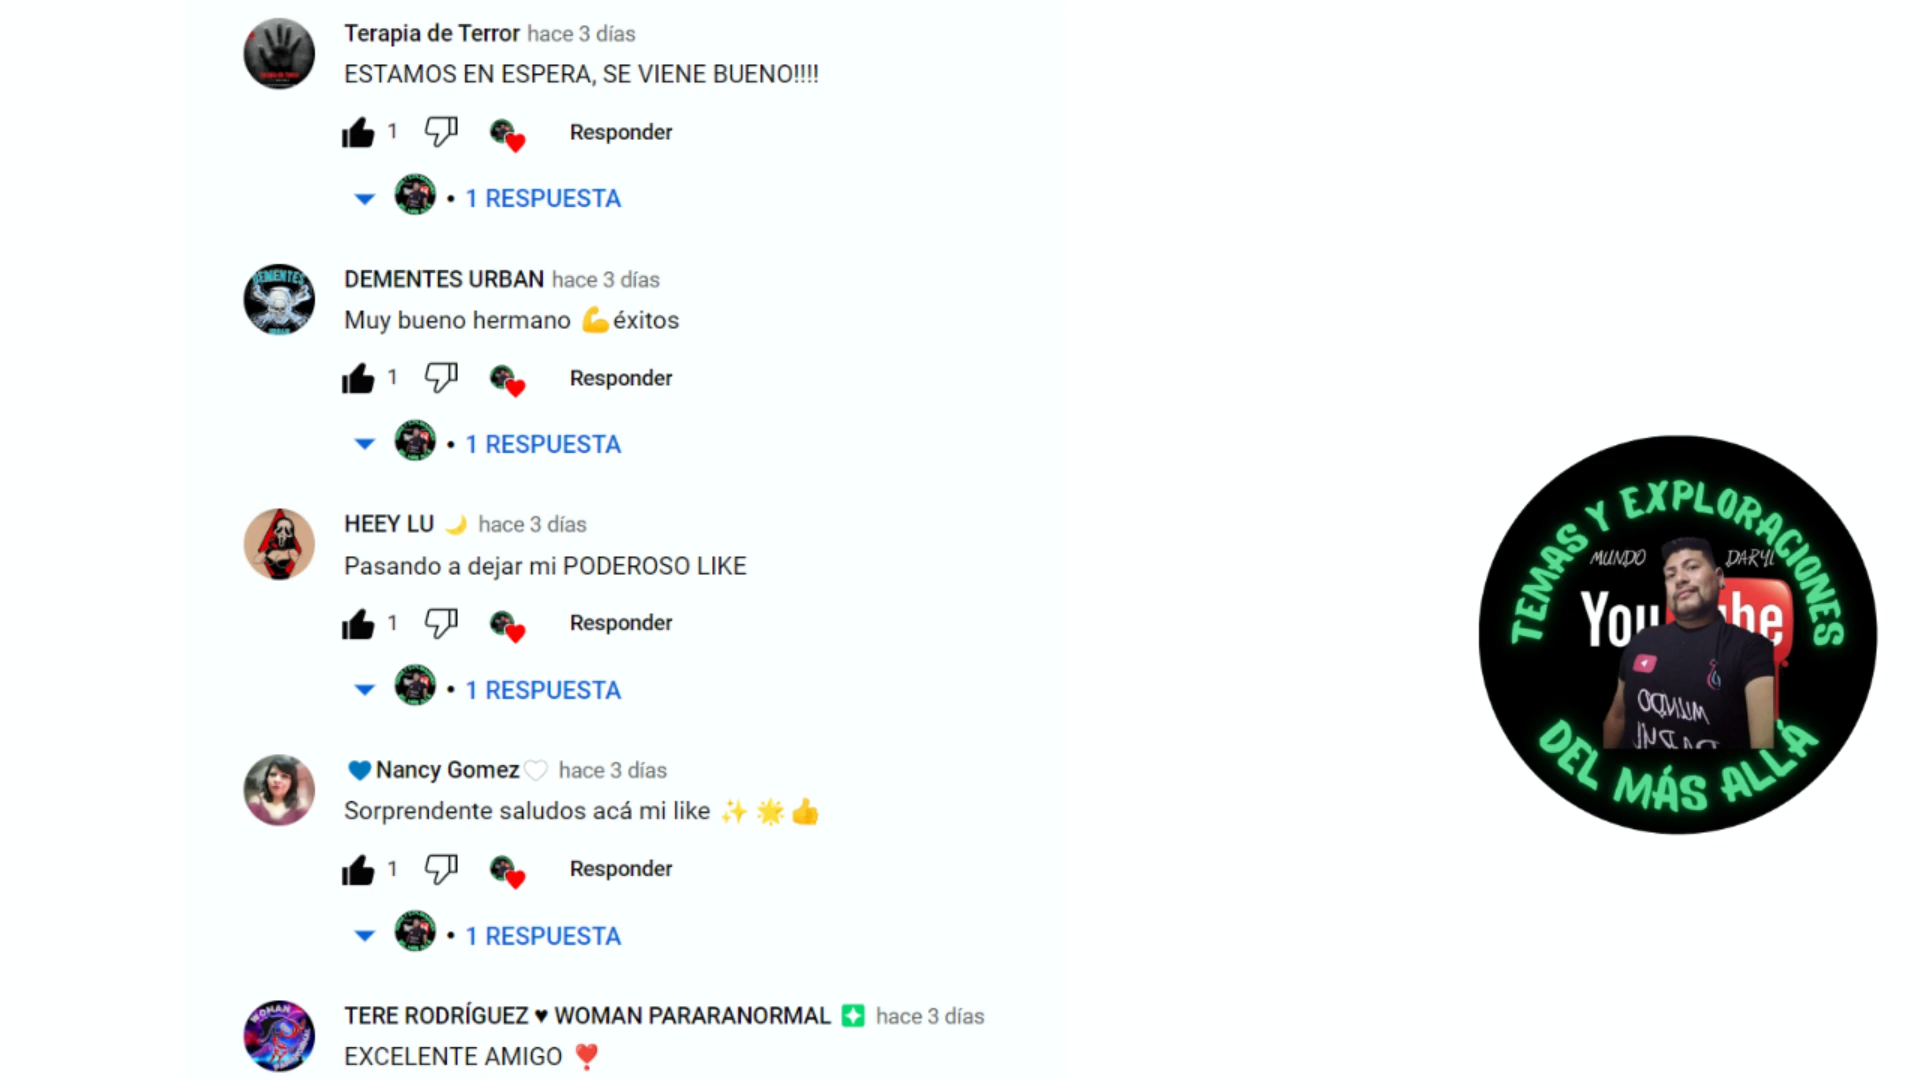 Terapia de Terror hace 3 días
ESTAMOS EN ESPERA, SE VIENE BUENO!!!!
1 Responder
• 1 RESPUESTA
DEMENTES URBAN hace 3 días
Muy bueno hermano 💪éxitos
1 Responder
• 1 RESPUESTA
HEEY LU 🌙 hace 3 días
Pasando a dejar mi PODEROSO LIKE
1 Responder
• 1 RESPUESTA
💙Nancy Gomez🤍 hace 3 días
Sorprendente saludos acá mi like ✨ 🌟 👍
1 Responder
• 1 RESPUESTA
TERE RODRÍGUEZ ♥ WOMAN PARARANORMAL hace 3 días
EXCELENTE AMIGO ❣️
TEMAS Y EXPLORACIONES
MUNDO DARYL
MUNDO
DEL MÁS ALLÁ